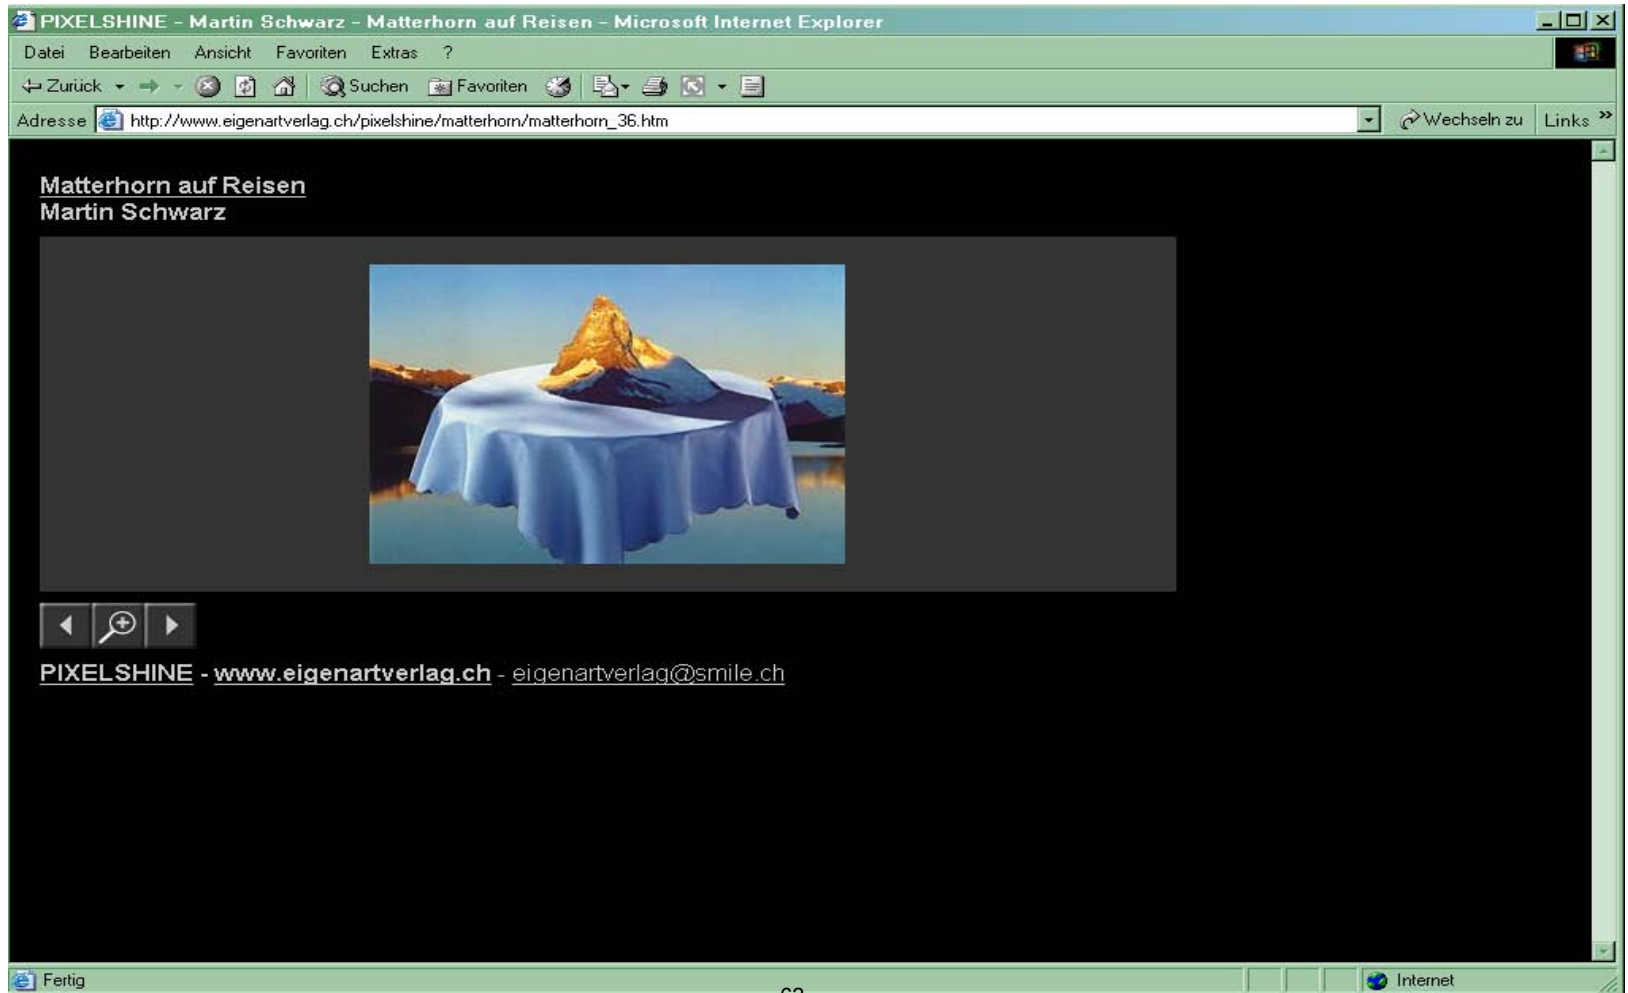 PIXELSHINE - Martin Schwarz - Matterhorn auf Reisen - Microsoft Internet Explorer
Datei Bearbeiten Ansicht Favoriten Extras ?
Zurück Suchen Favoriten
Adresse http://www.eigenartverlag.ch/pixelshine/matterhorn/matterhorn_36.htm Wechseln zu Links »
Matterhorn auf Reisen
Martin Schwarz
PIXELSHINE - www.eigenartverlag.ch - eigenartverlag@smile.ch
Fertig Internet